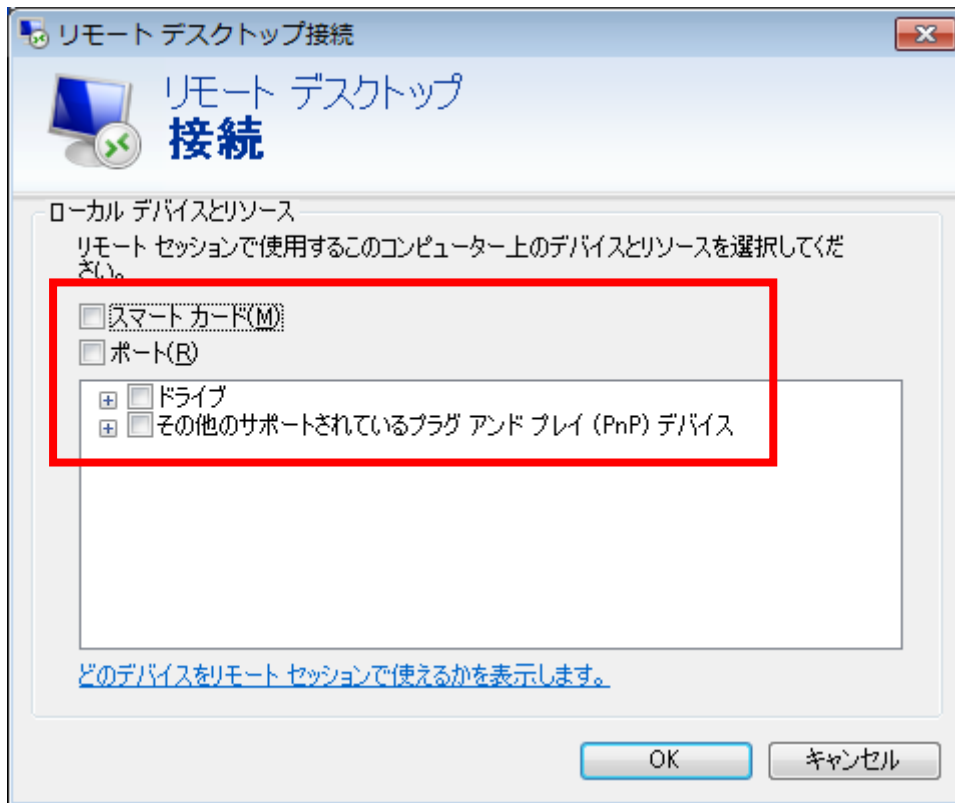 リモート デスクトップ接続
リモート デスクトップ
接続
ローカル デバイスとリソース
リモート セッションで使用するこのコンピューター上のデバイスとリソースを選択してくだ
さい。
スマート カード(M)
ポート(R)
ドライブ
その他のサポートされているプラグ アンド プレイ (PnP) デバイス
どのデバイスをリモート セッションで使えるかを表示します。
OK
キャンセル